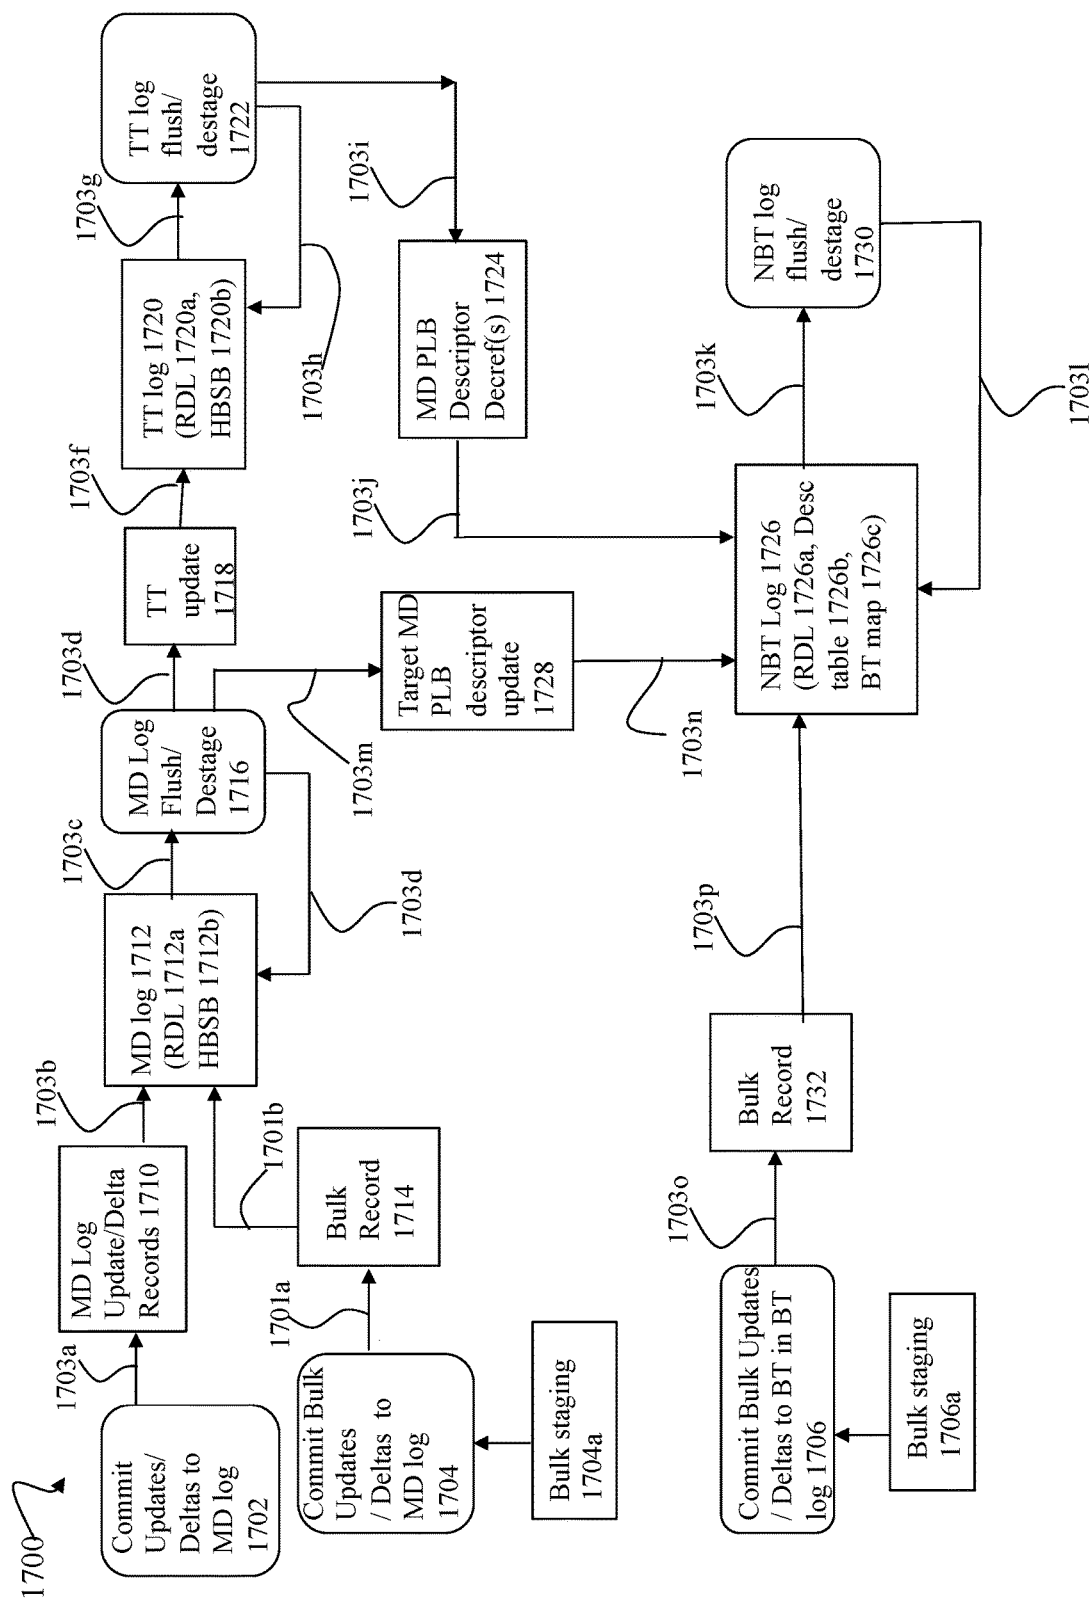 1700
Commit
Updates/
Deltas to
MD log
1702
1703a
MD Log
Update/Delta
Records 1710
1703b
MD log 1712
(RDL 1712a
HBSB 1712b)
1703c
MD Log
Flush/
Destage
1716
1703d
TT
update
1718
1703f
TT log 1720
(RDL 1720a,
HBSB 1720b)
1703g
TT log
flush/
destage
1722
1703h
1703i
1703d
1703m
Commit Bulk
Updates
/ Deltas to
MD log
1704
1701a
Bulk
Record
1714
1701b
Bulk staging
1704a
Target MD
PLB
descriptor
update
1728
1703n
MD PLB
Descriptor
Decref(s) 1724
1703j
Commit Bulk Updates
/ Deltas to BT in BT
log 1706
1703o
Bulk
Record
1732
1703p
NBT Log 1726
(RDL 1726a, Desc
table 1726b,
BT map 1726c)
1703k
NBT log
flush/
destage
1730
1703l
Bulk staging
1706a